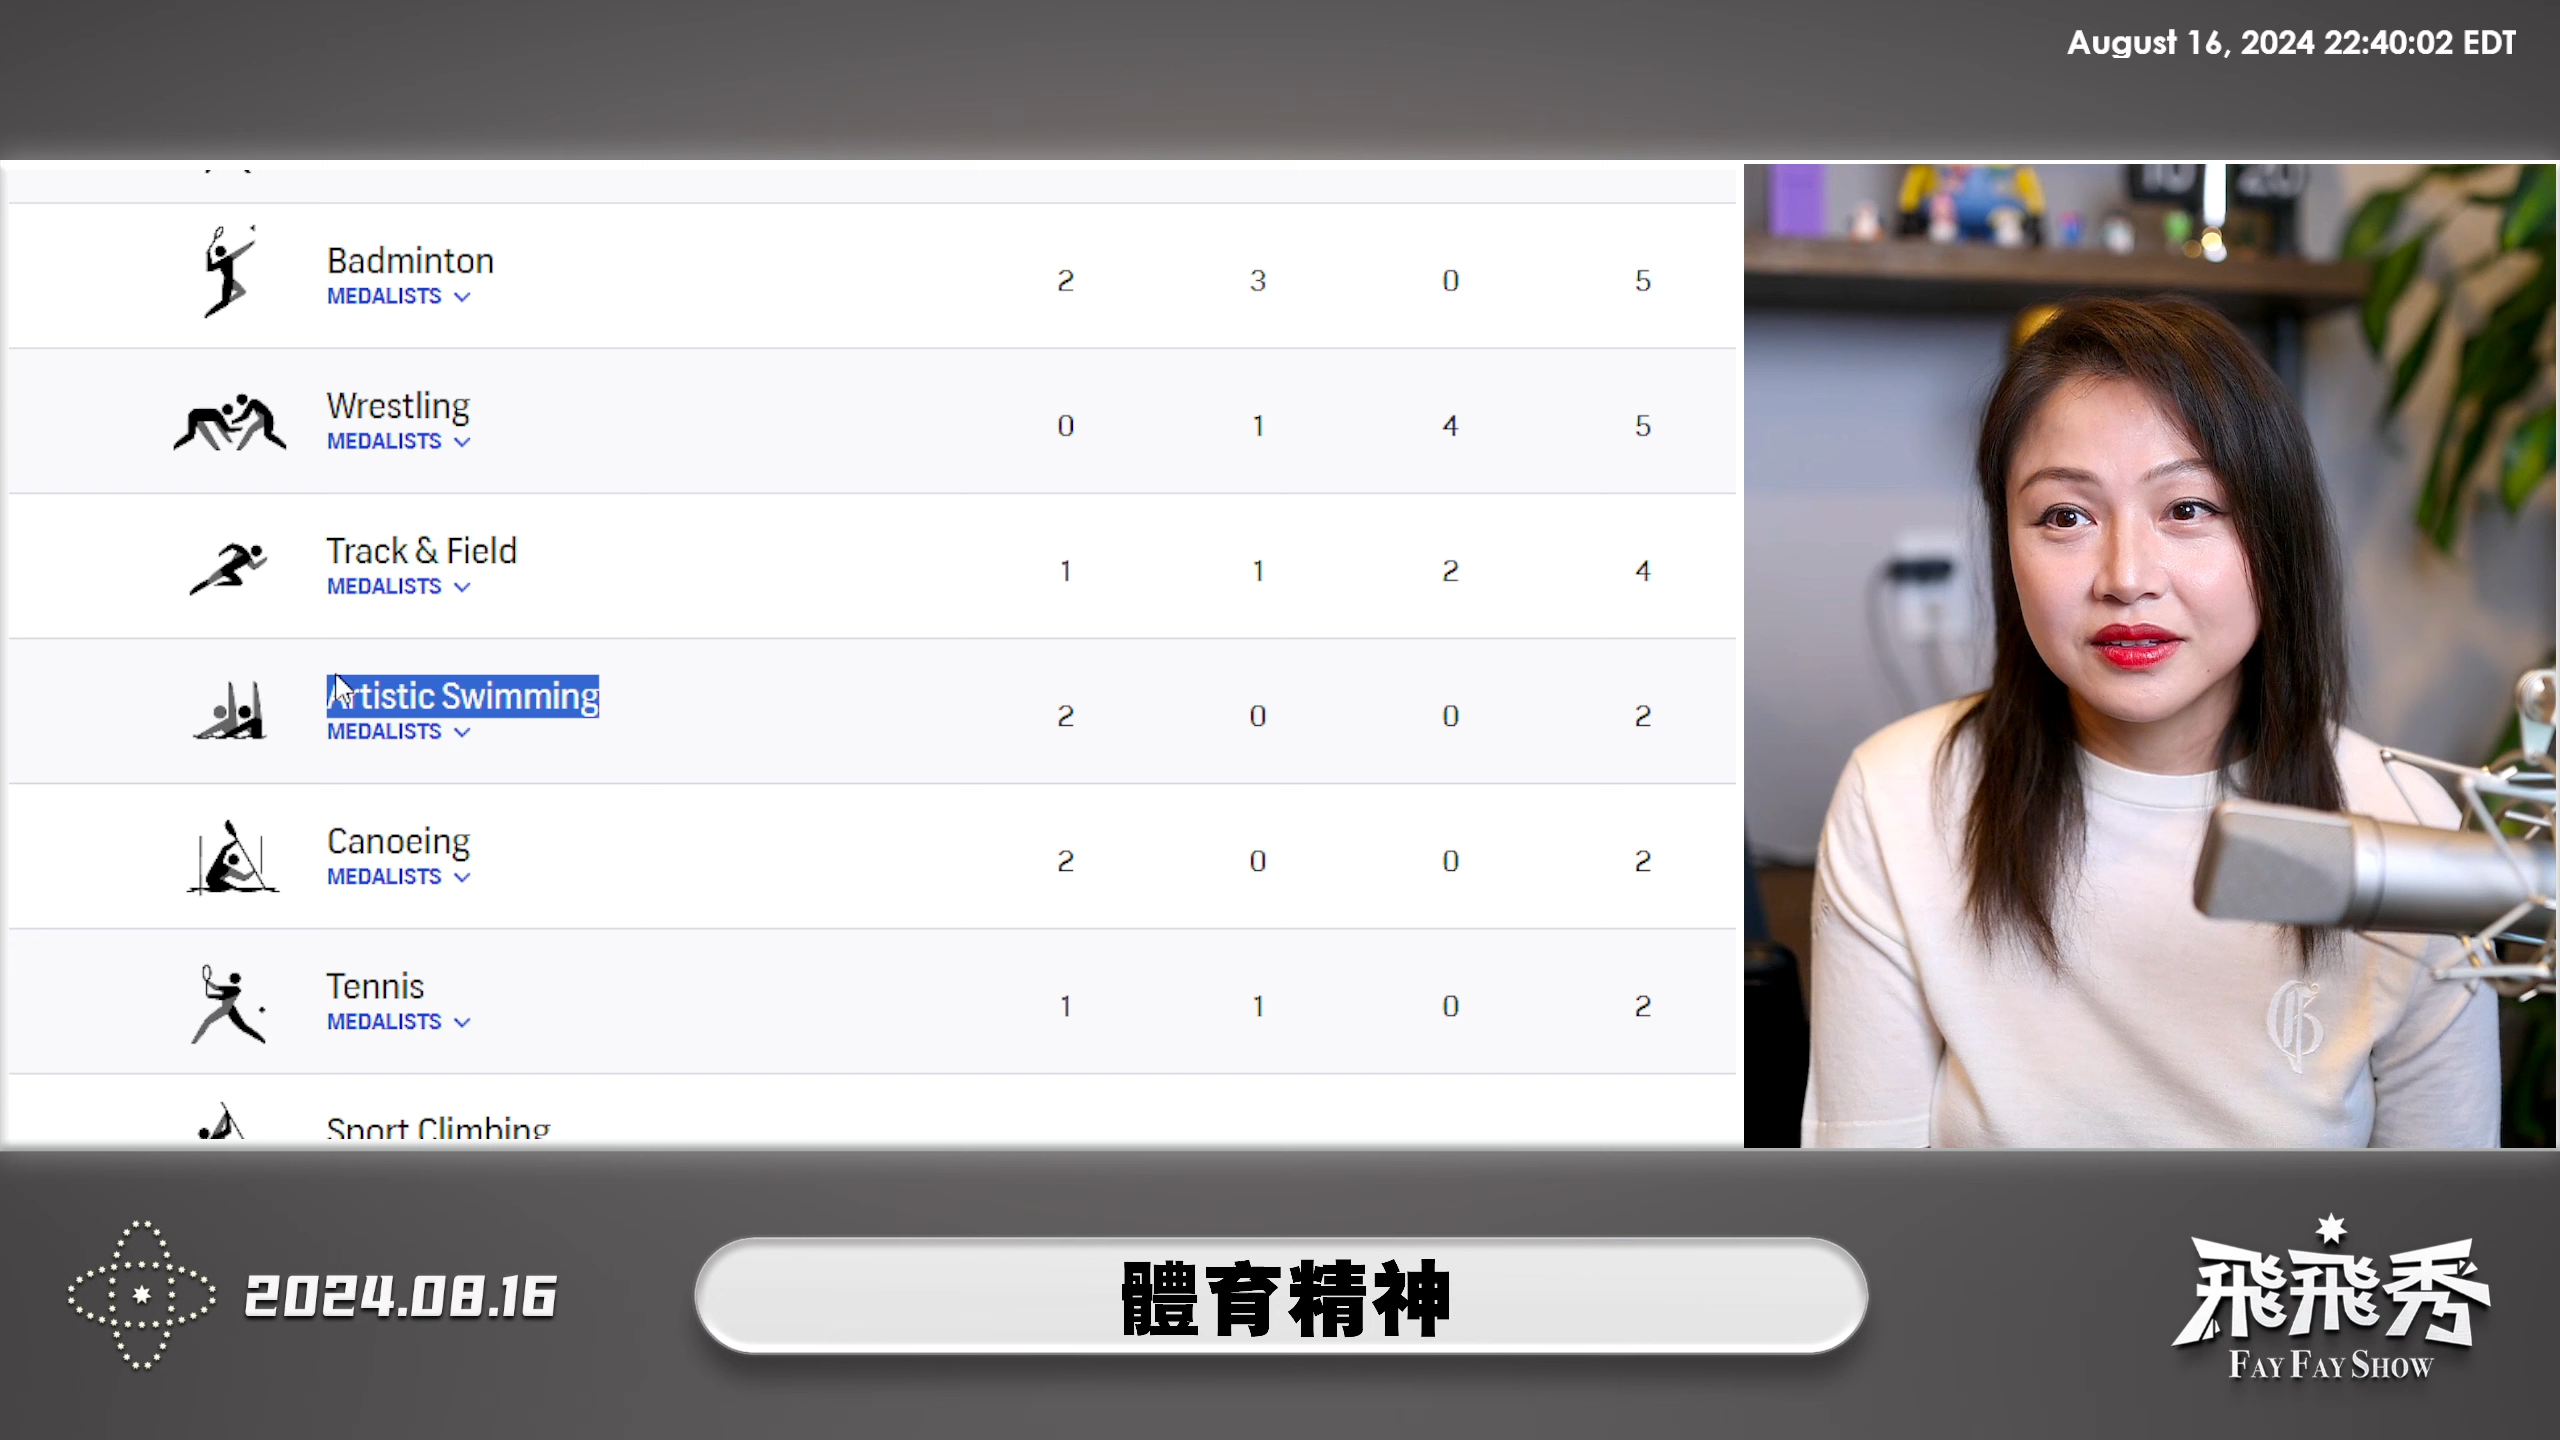 August 16, 2024 22:40:02 EDT
Badminton
MEDALISTS
2 3 0 5
Wrestling
MEDALISTS
0 1 4 5
Track & Field
MEDALISTS
1 1 2 4
Artistic Swimming
MEDALISTS
2 0 0 2
Canoeing
MEDALISTS
2 0 0 2
Tennis
MEDALISTS
1 1 0 2
Sport Climbing
2024.08.16
體育精神
飛飛秀
FAY FAY SHOW